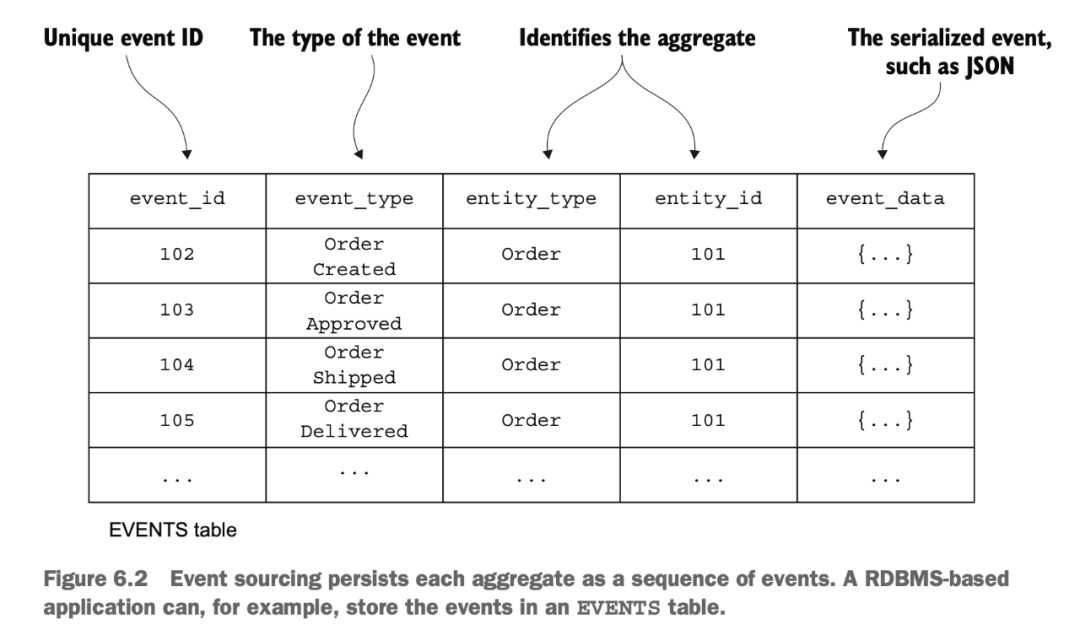 Unique event ID
The type of the event
Identifies the aggregate
The serialized event,
such as JSON
event_id event_type entity_type entity_id event_data
102 Order Created Order 101 {...}
103 Order Approved Order 101 {...}
104 Order Shipped Order 101 {...}
105 Order Delivered Order 101 {...}
... ... ... ... ...
EVENTS table
Figure 6.2 Event sourcing persists each aggregate as a sequence of events. A RDBMS-based
application can, for example, store the events in an EVENTS table.